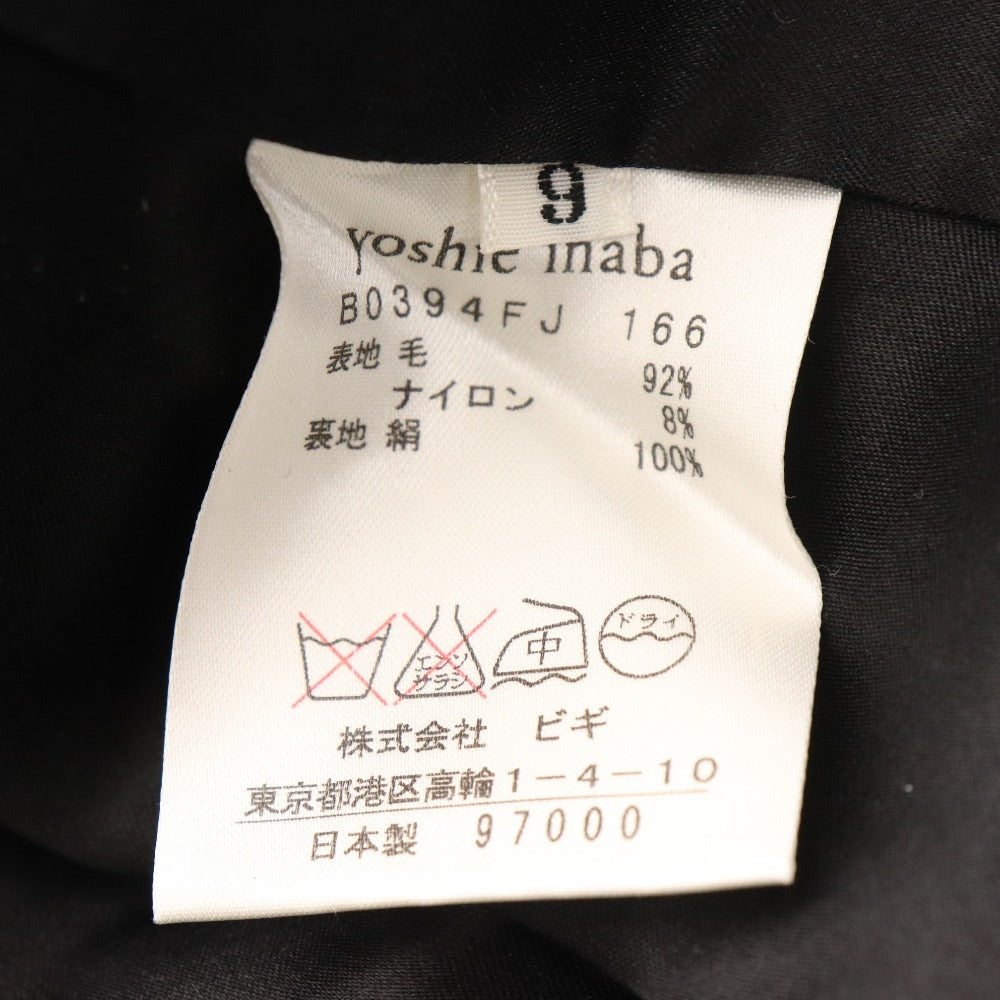 9
yoshie inaba
B0394FJ 166
表地 毛 92%
ナイロン 8%
裏地 絹 100%
エンソ
サラシ
中
ドライ
株式会社 ビギ
東京都港区高輪1-4-10
日本製 97000